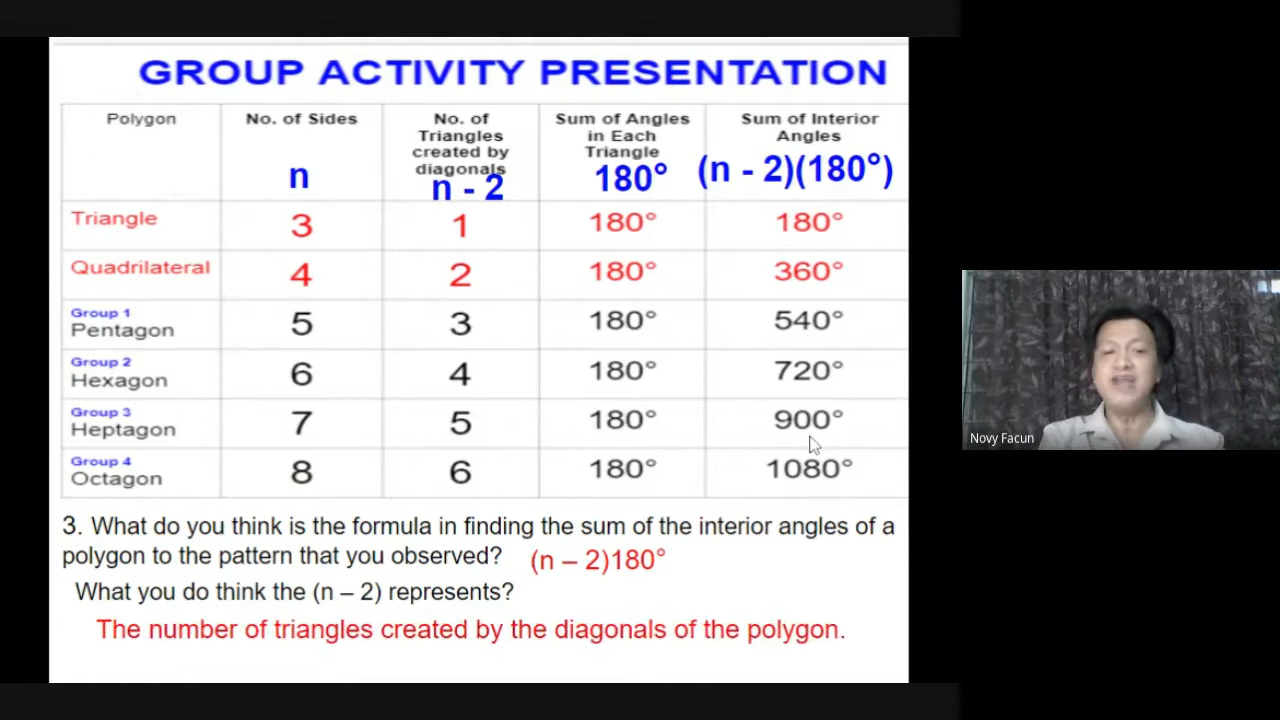 GROUP ACTIVITY PRESENTATION
Polygon
No. of Sides
n
No. of
Triangles
created by
diagonals
n - 2
Sum of Angles
in Each
Triangle
180°
Sum of Interior
Angles
(n - 2)(180°)
Triangle 3 1 180° 180°
Quadrilateral 4 2 180° 360°
Group 1
Pentagon 5 3 180° 540°
Group 2
Hexagon 6 4 180° 720°
Group 3
Heptagon 7 5 180° 900°
Group 4
Octagon 8 6 180° 1080°
3. What do you think is the formula in finding the sum of the interior angles of a
polygon to the pattern that you observed? (n – 2)180°
What you do think the (n – 2) represents?
The number of triangles created by the diagonals of the polygon.
Novy Facun